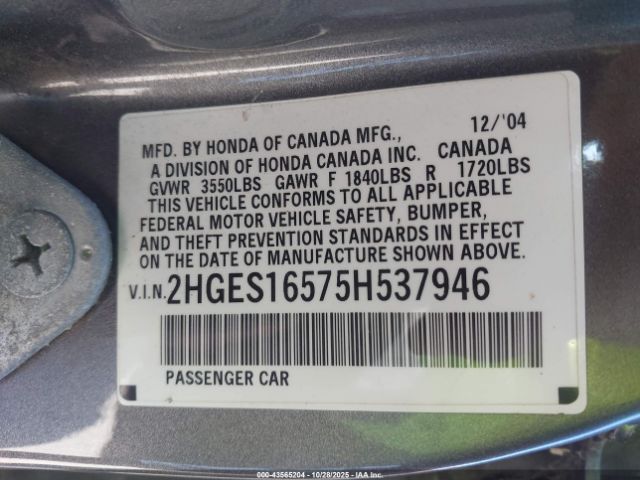 MFD. BY HONDA OF CANADA MFG., 12/'04
A DIVISION OF HONDA CANADA INC. CANADA
GVWR 3550LBS GAWR F 1840LBS R 1720LBS
THIS VEHICLE CONFORMS TO ALL APPLICABLE
FEDERAL MOTOR VEHICLE SAFETY, BUMPER,
AND THEFT PREVENTION STANDARDS IN EFFECT
ON THE DATE OF MANUFACTURE SHOWN ABOVE.
V.I.N. 2HGES16575H537946
PASSENGER CAR
000-43565204 | 10/28/2025 | IAA Inc.